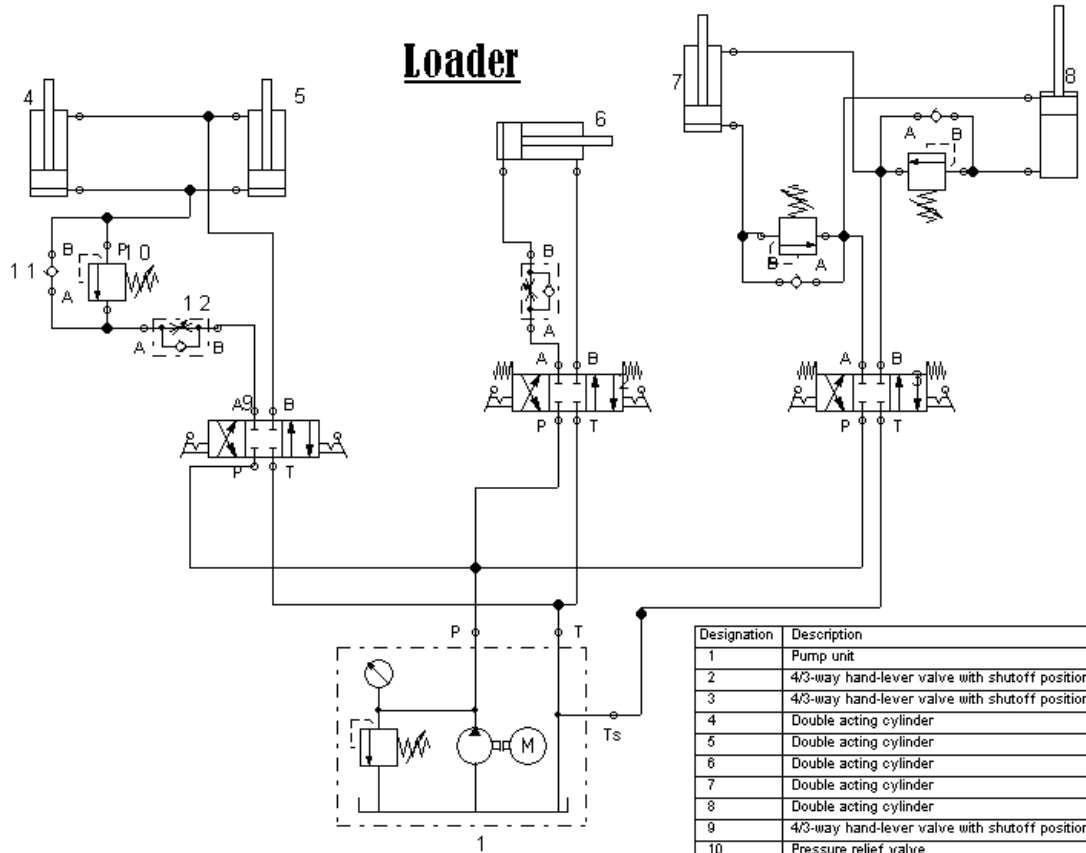 Loader
4
5
6
7
8
A
B
B
A
B
P
10
11
A
12
A
B
B
A
A
B
2
A
B
3
A
9
B
P
T
P
T
P
T
P
T
Ts
M
1
Designation Description
1 Pump unit
2 4/3-way hand-lever valve with shutoff position
3 4/3-way hand-lever valve with shutoff position
4 Double acting cylinder
5 Double acting cylinder
6 Double acting cylinder
7 Double acting cylinder
8 Double acting cylinder
9 4/3-way hand-lever valve with shutoff position
10 Pressure relief valve